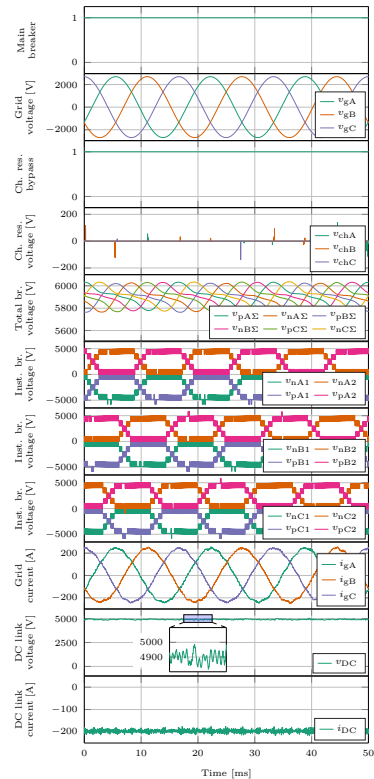 Main
breaker
1
0
Grid
voltage [V]
2000
0
−2000
vgA
vgB
vgC
Ch. res.
bypass
1
0
Ch. res.
voltage [V]
200
0
−200
vchA
vchB
vchC
Total br.
voltage [V]
6000
5800
5600
vpAΣ vnAΣ vpBΣ
vnBΣ vpCΣ vnCΣ
Inst. br.
voltage [V]
5000
0
−5000
vnA1 vnA2
vpA1 vpA2
Inst. br.
voltage [V]
5000
0
−5000
vnB1 vnB2
vpB1 vpB2
Inst. br.
voltage [V]
5000
0
−5000
vnC1 vnC2
vpC1 vpC2
Grid
current [A]
200
0
−200
igA
igB
igC
DC link
voltage [V]
5000
0
5000
4900
vDC
DC link
current [A]
0
−100
−200
iDC
0 10 20 30 40 50
Time [ms]